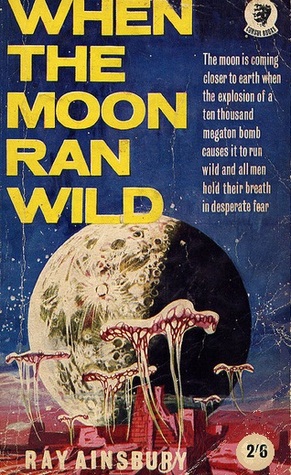 WHEN
THE
MOON
RAN
WILD
The moon is coming
closer to earth when
the explosion of a
ten thousand
megaton bomb
causes it to run
wild and all men
hold their breath
in desperate fear
RAY AINSBURY
2/6